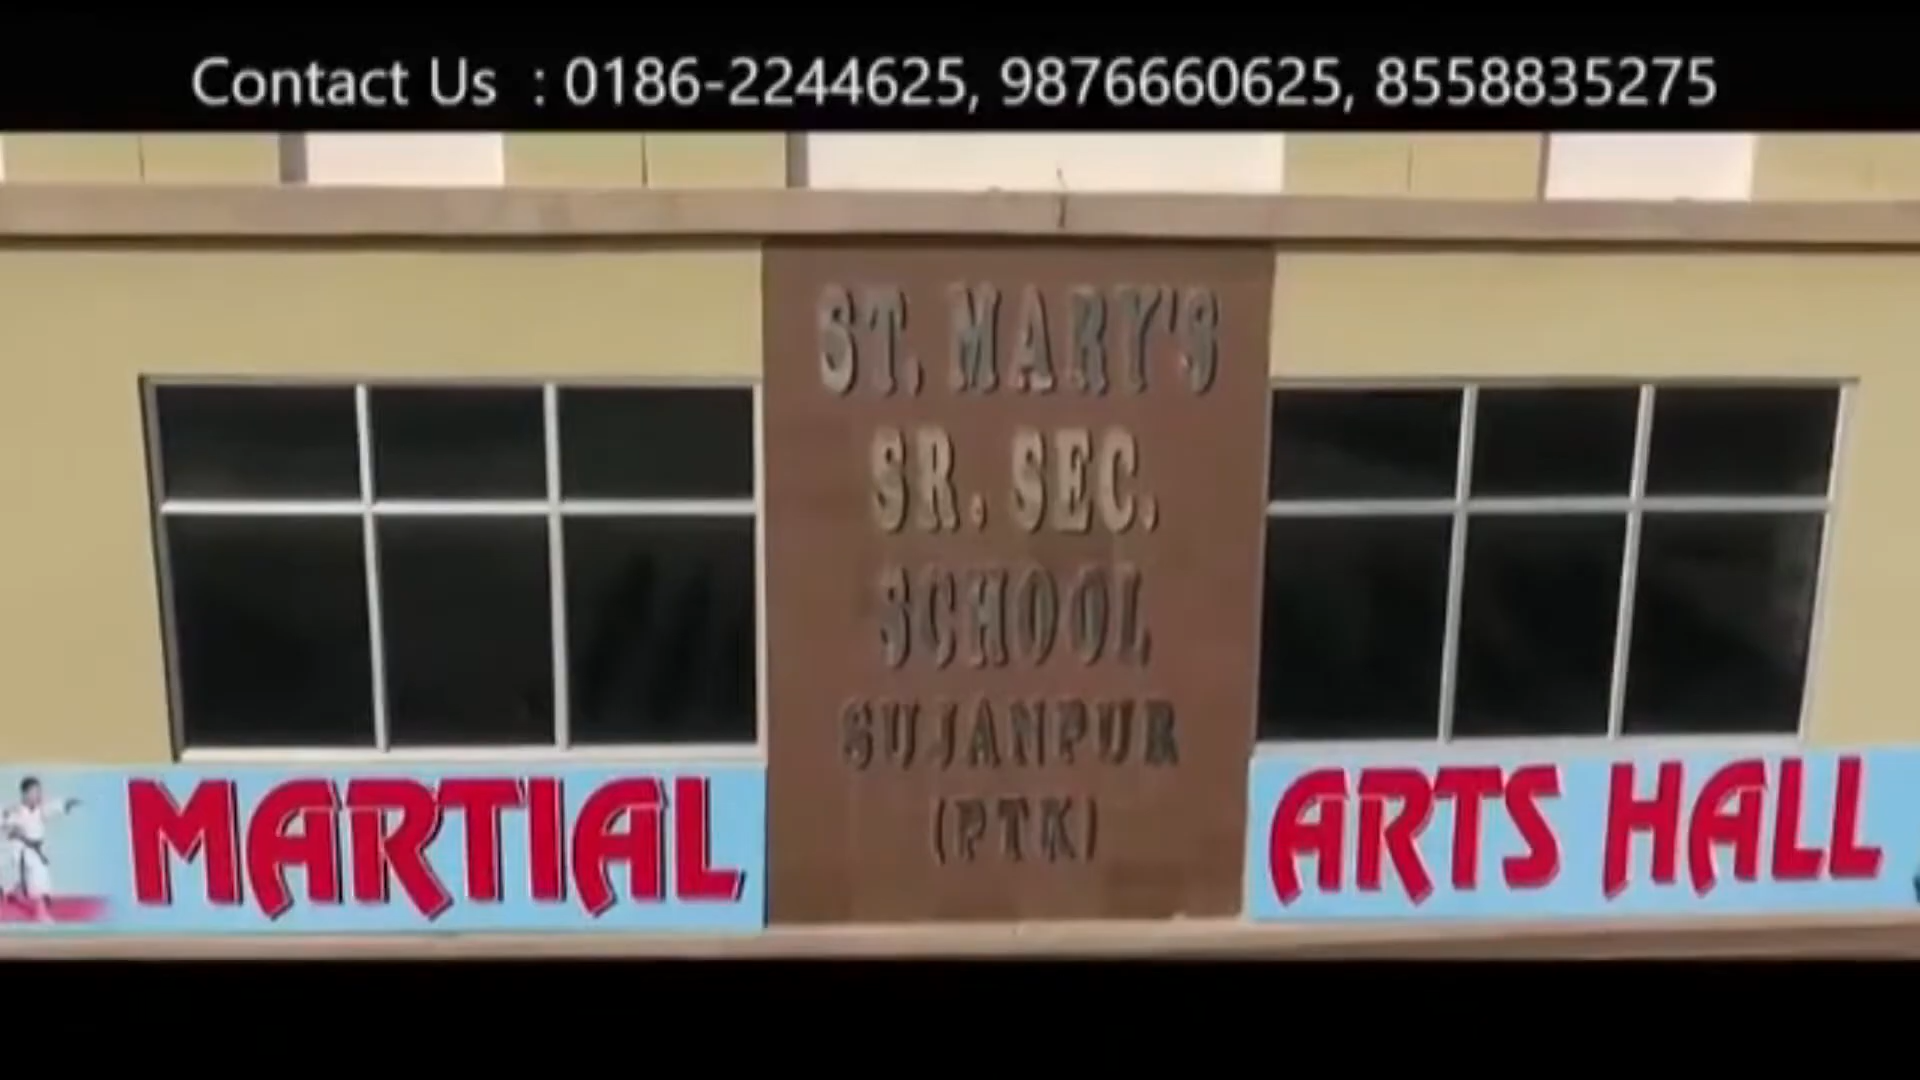 Contact Us : 0186-2244625, 9876660625, 8558835275
ST. MARY'S
SR. SEC.
SCHOOL
SUJANPUR
(PTK)
MARTIAL ARTS HALL